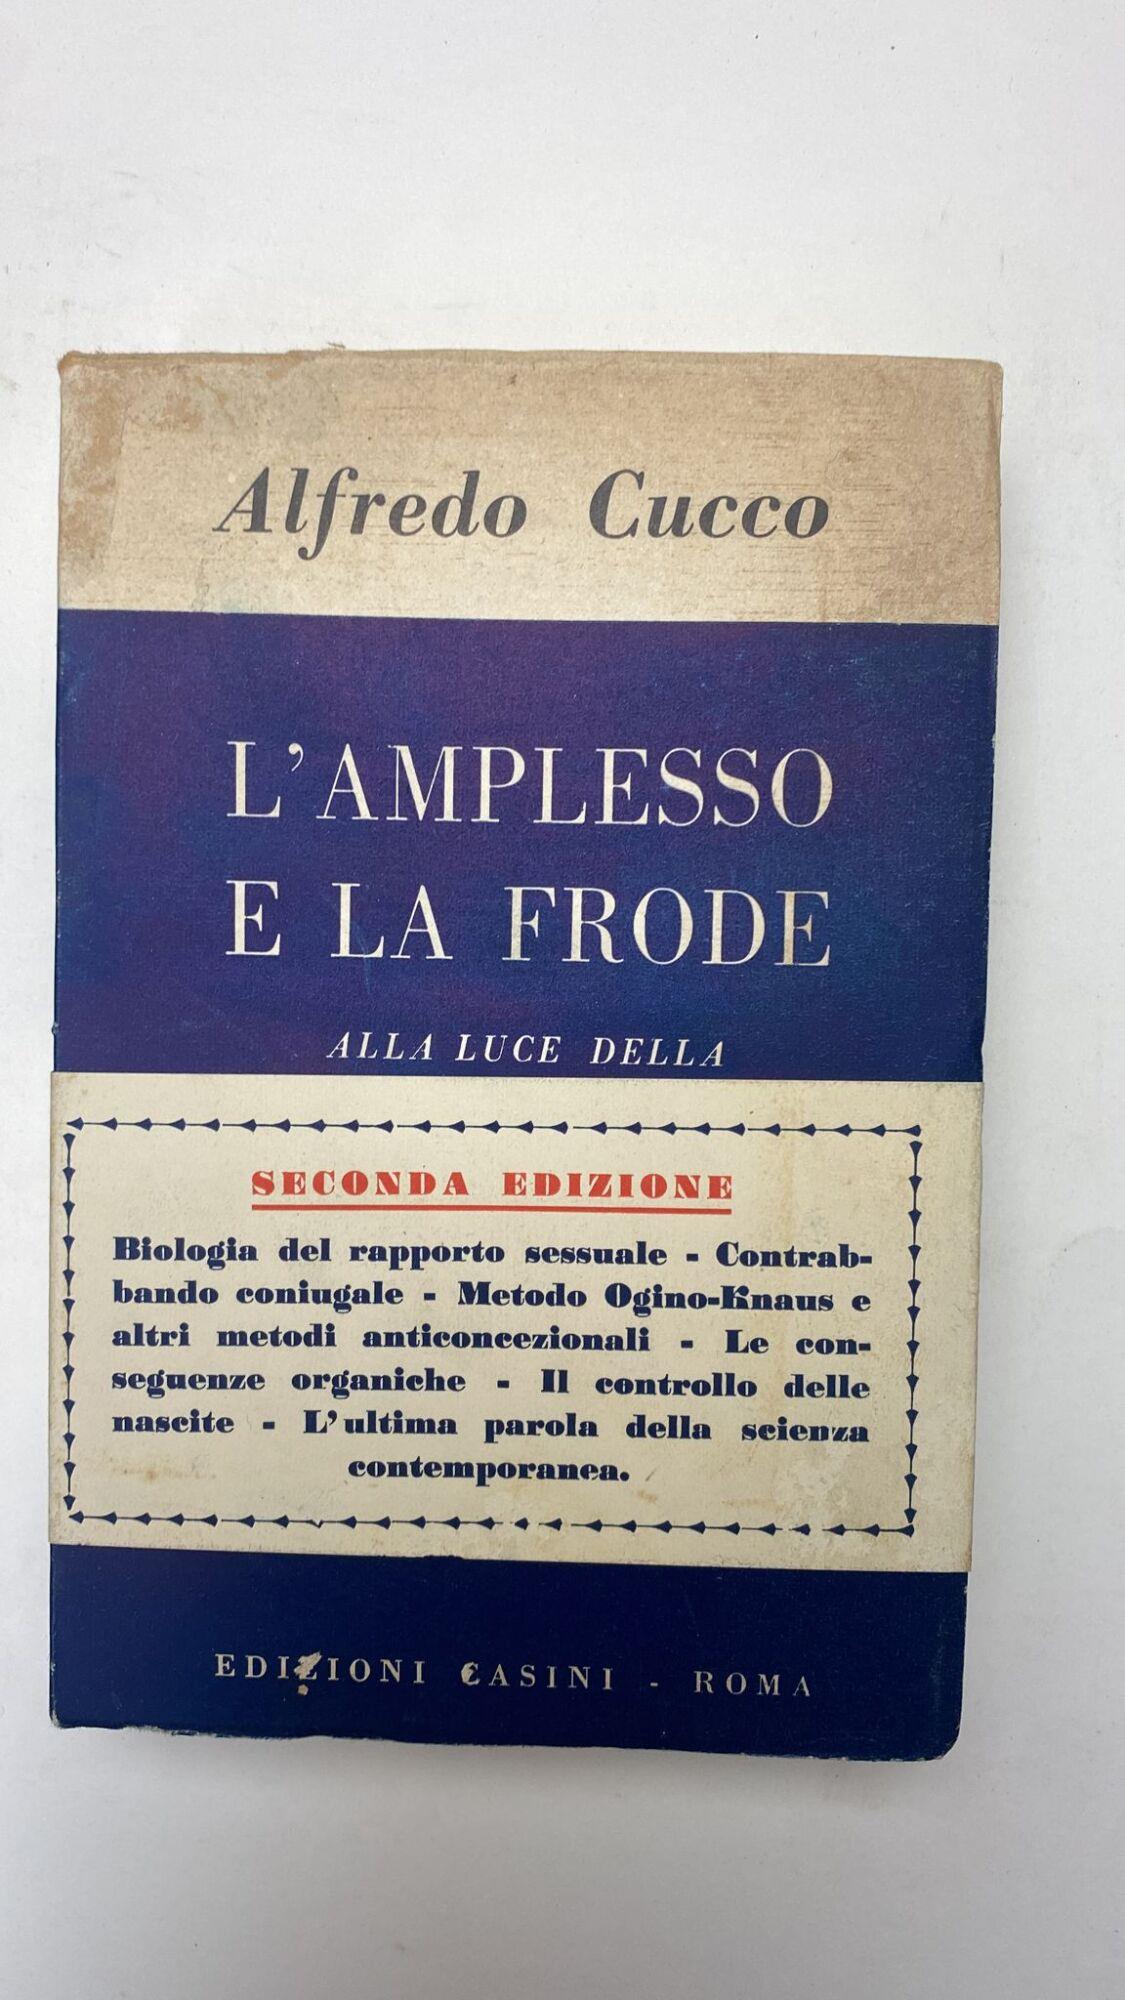 Alfredo Cucco
L'AMPLESSO
E LA FRODE
ALLA LUCE DELLA
SECONDA EDIZIONE
Biologia del rapporto sessuale - Contrab-
bando coniugale - Metodo Ogino-Knaus e
altri metodi anticoncezionali - Le con-
seguenze organiche - Il controllo delle
nascite - L'ultima parola della scienza
contemporanea.
EDIZIONI CASINI - ROMA